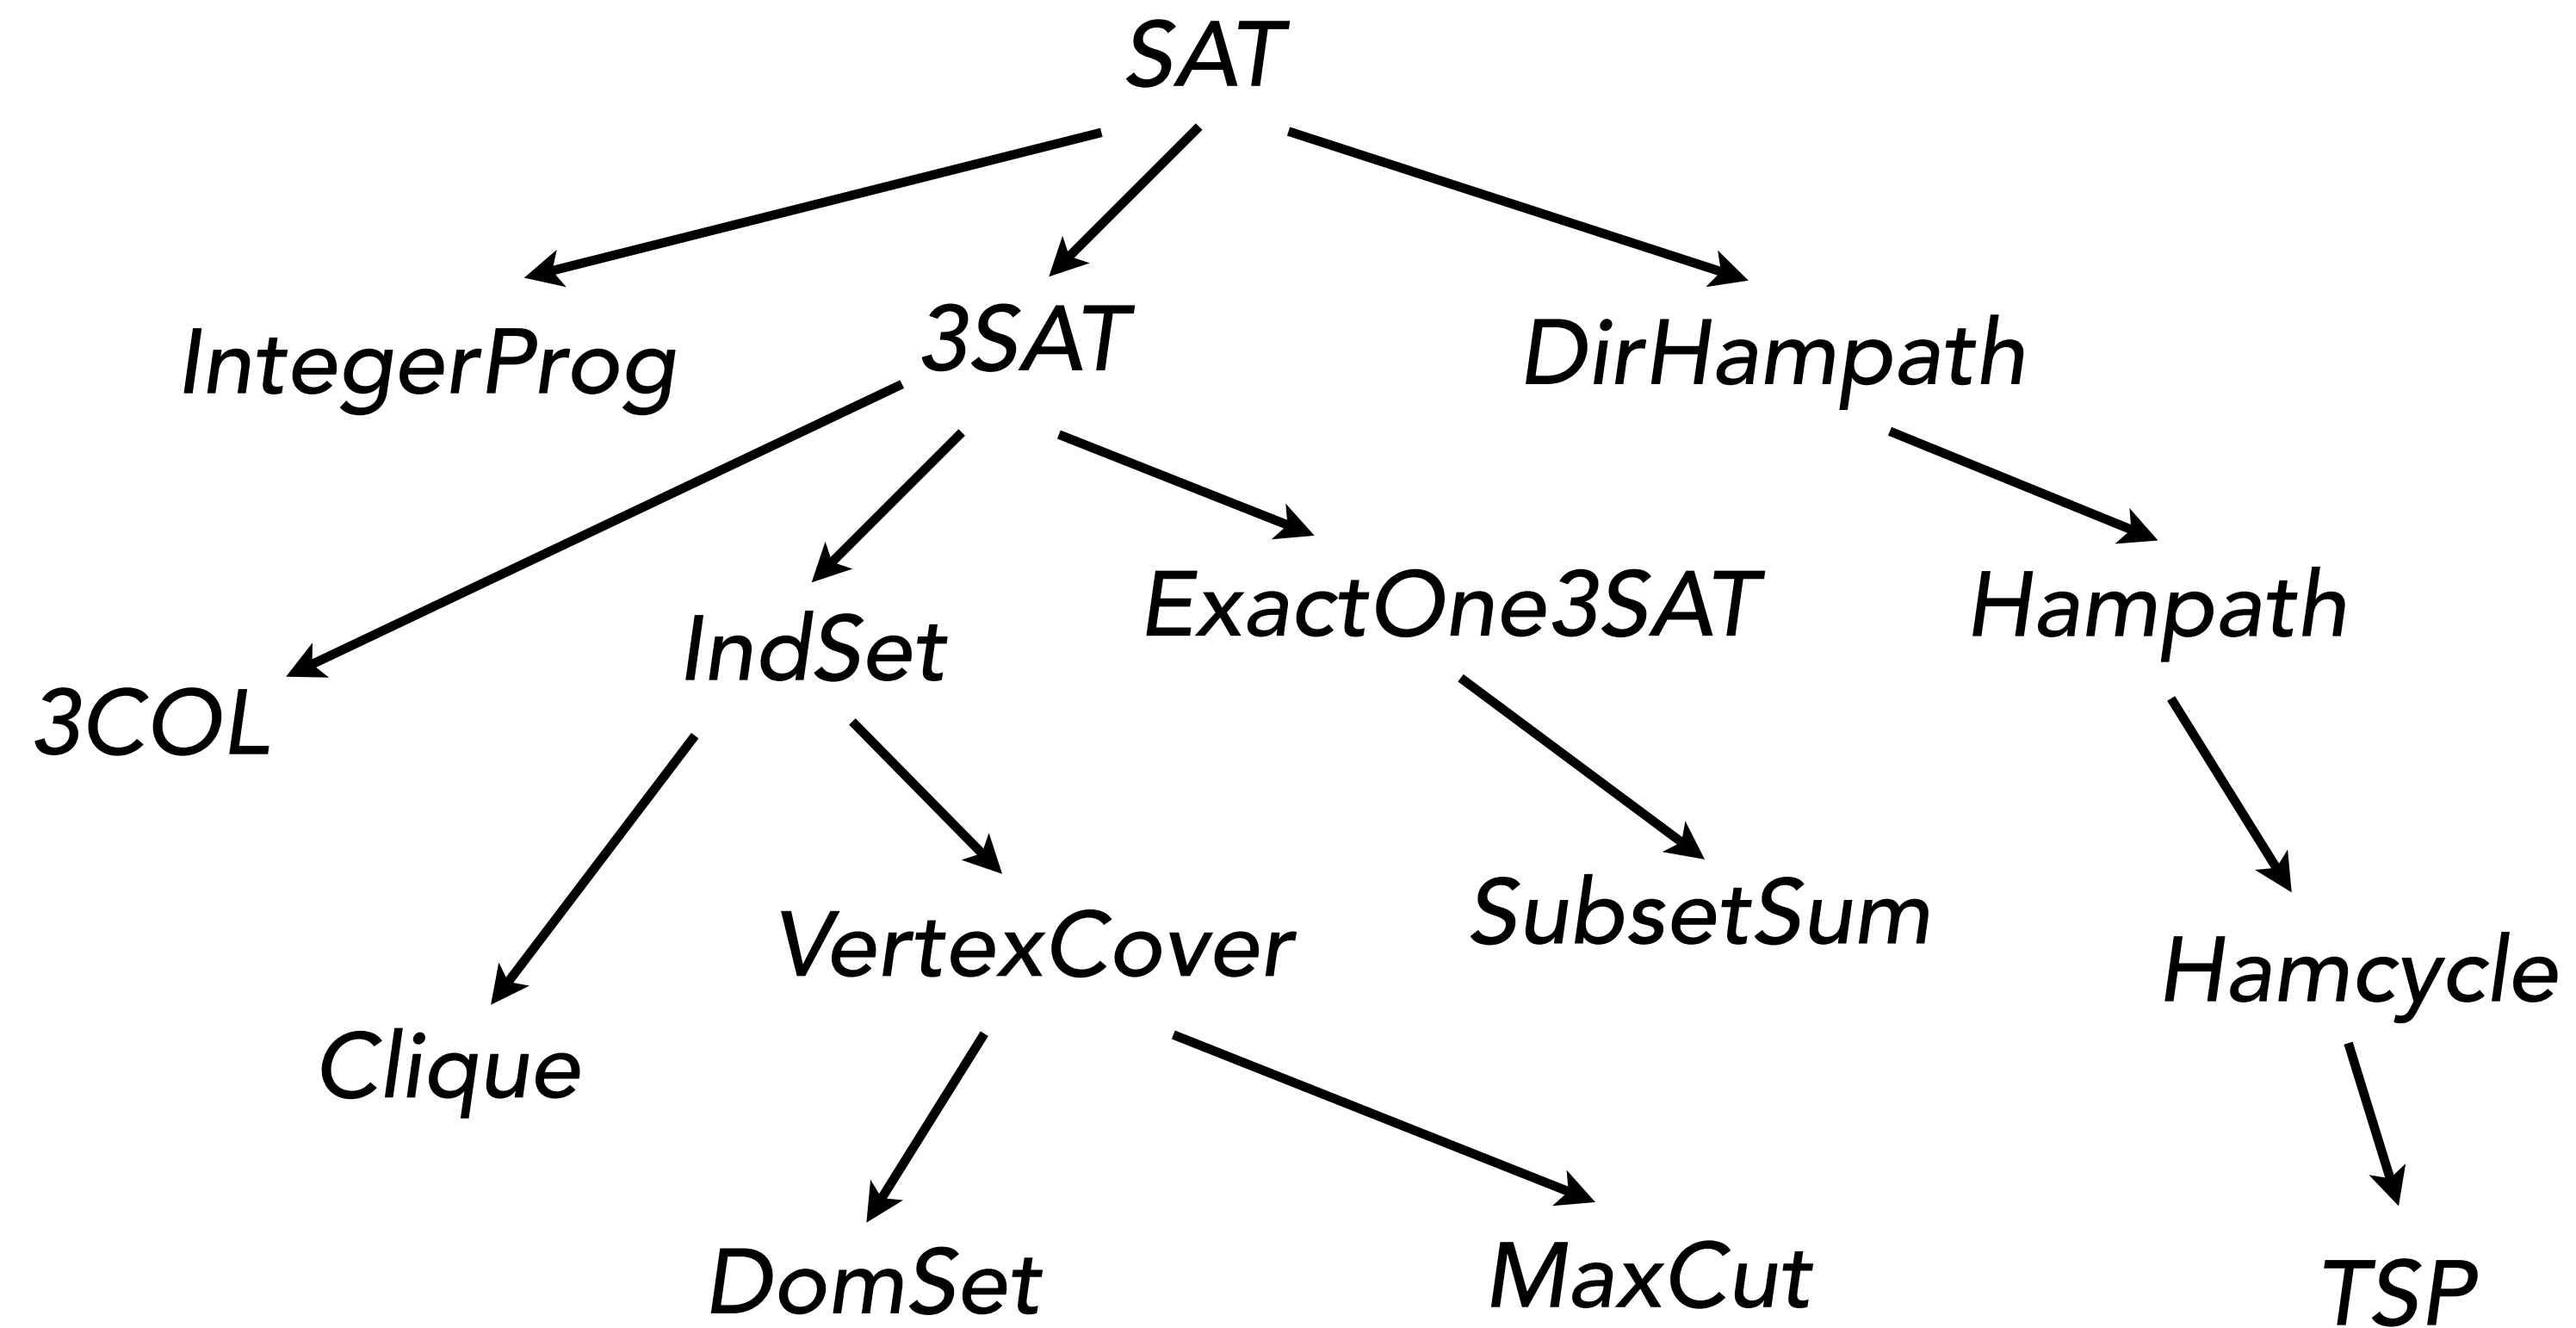 SAT
IntegerProg
3SAT
DirHampath
3COL
IndSet
ExactOne3SAT
Hampath
Clique
VertexCover
SubsetSum
Hamcycle
DomSet
MaxCut
TSP